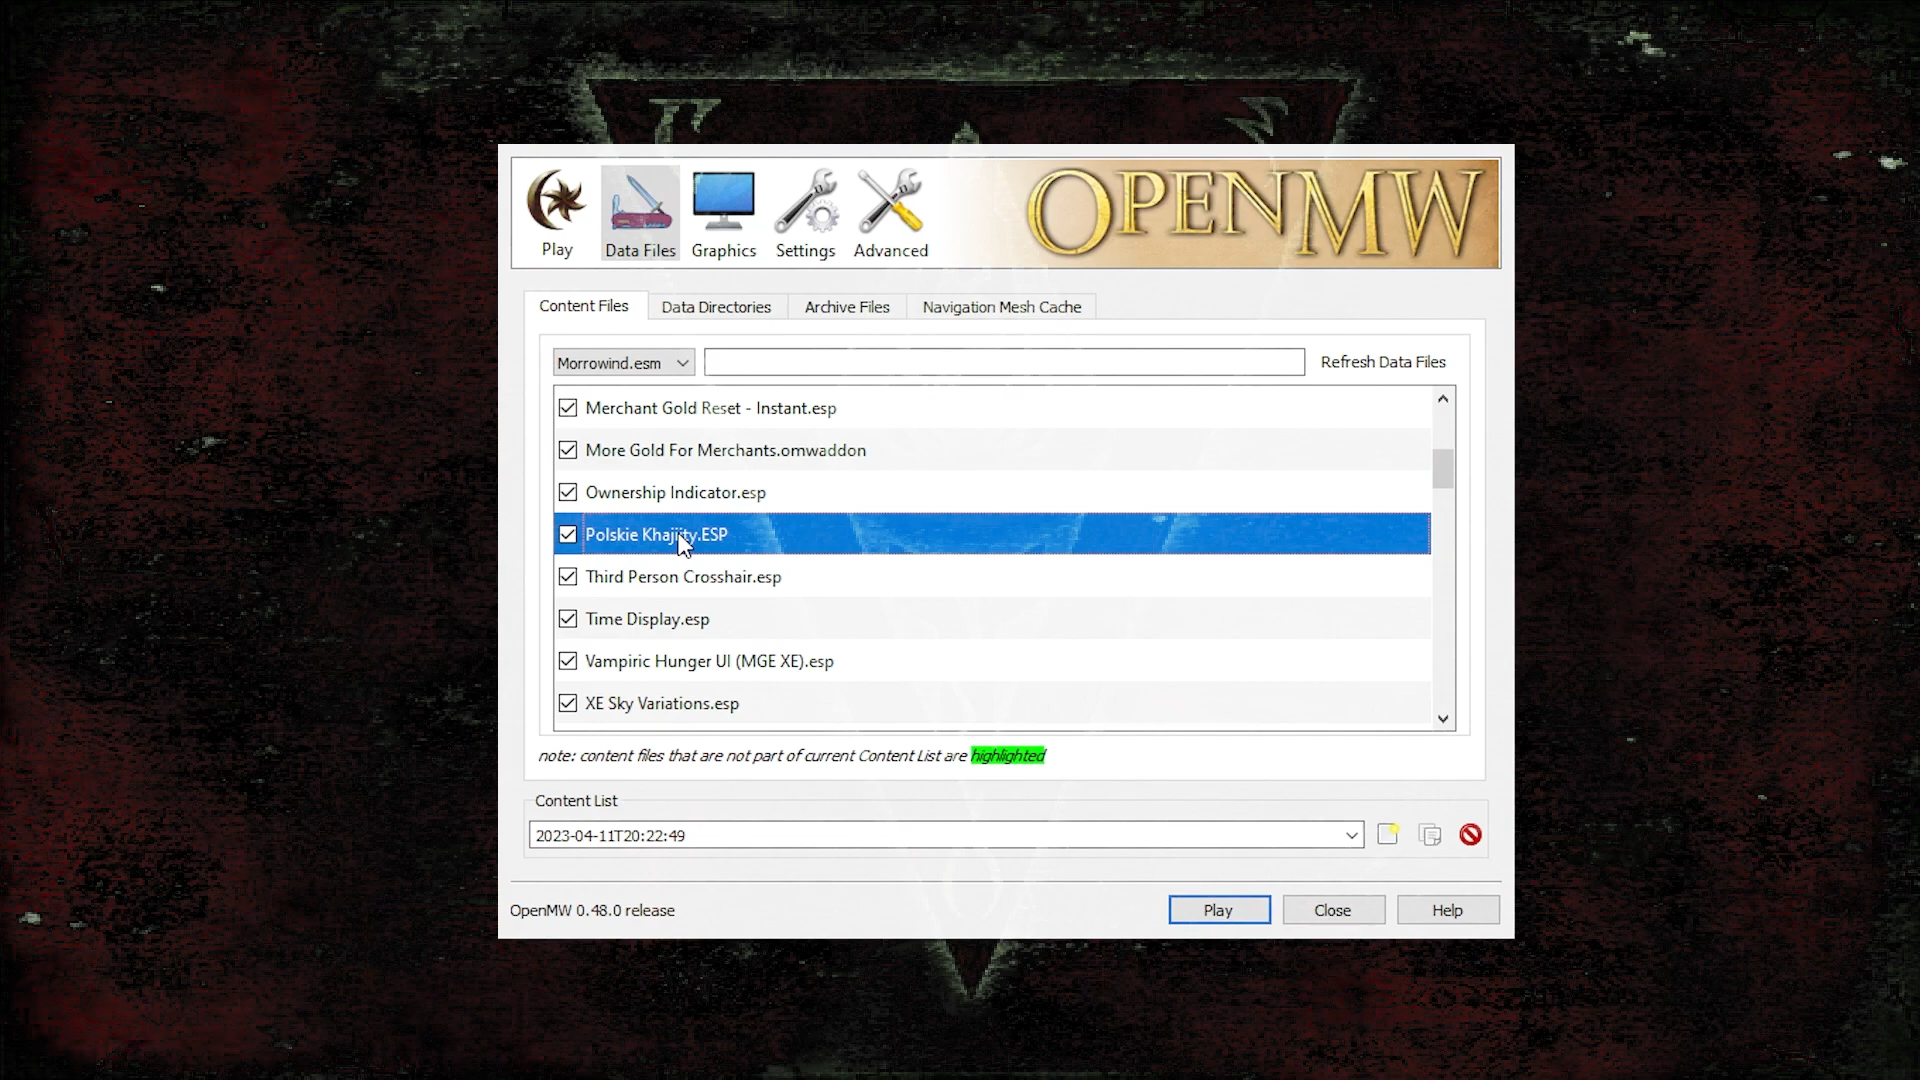 Play
Data Files
Graphics
Settings
Advanced
OPENMW
Content Files
Data Directories
Archive Files
Navigation Mesh Cache
Morrowind.esm
Refresh Data Files
Merchant Gold Reset - Instant.esp
More Gold For Merchants.omwaddon
Ownership Indicator.esp
Polskie Khajiity.ESP
Third Person Crosshair.esp
Time Display.esp
Vampiric Hunger UI (MGE XE).esp
XE Sky Variations.esp
note: content files that are not part of current Content List are highlighted
Content List
2023-04-11T20:22:49
OpenMW 0.48.0 release
Play
Close
Help